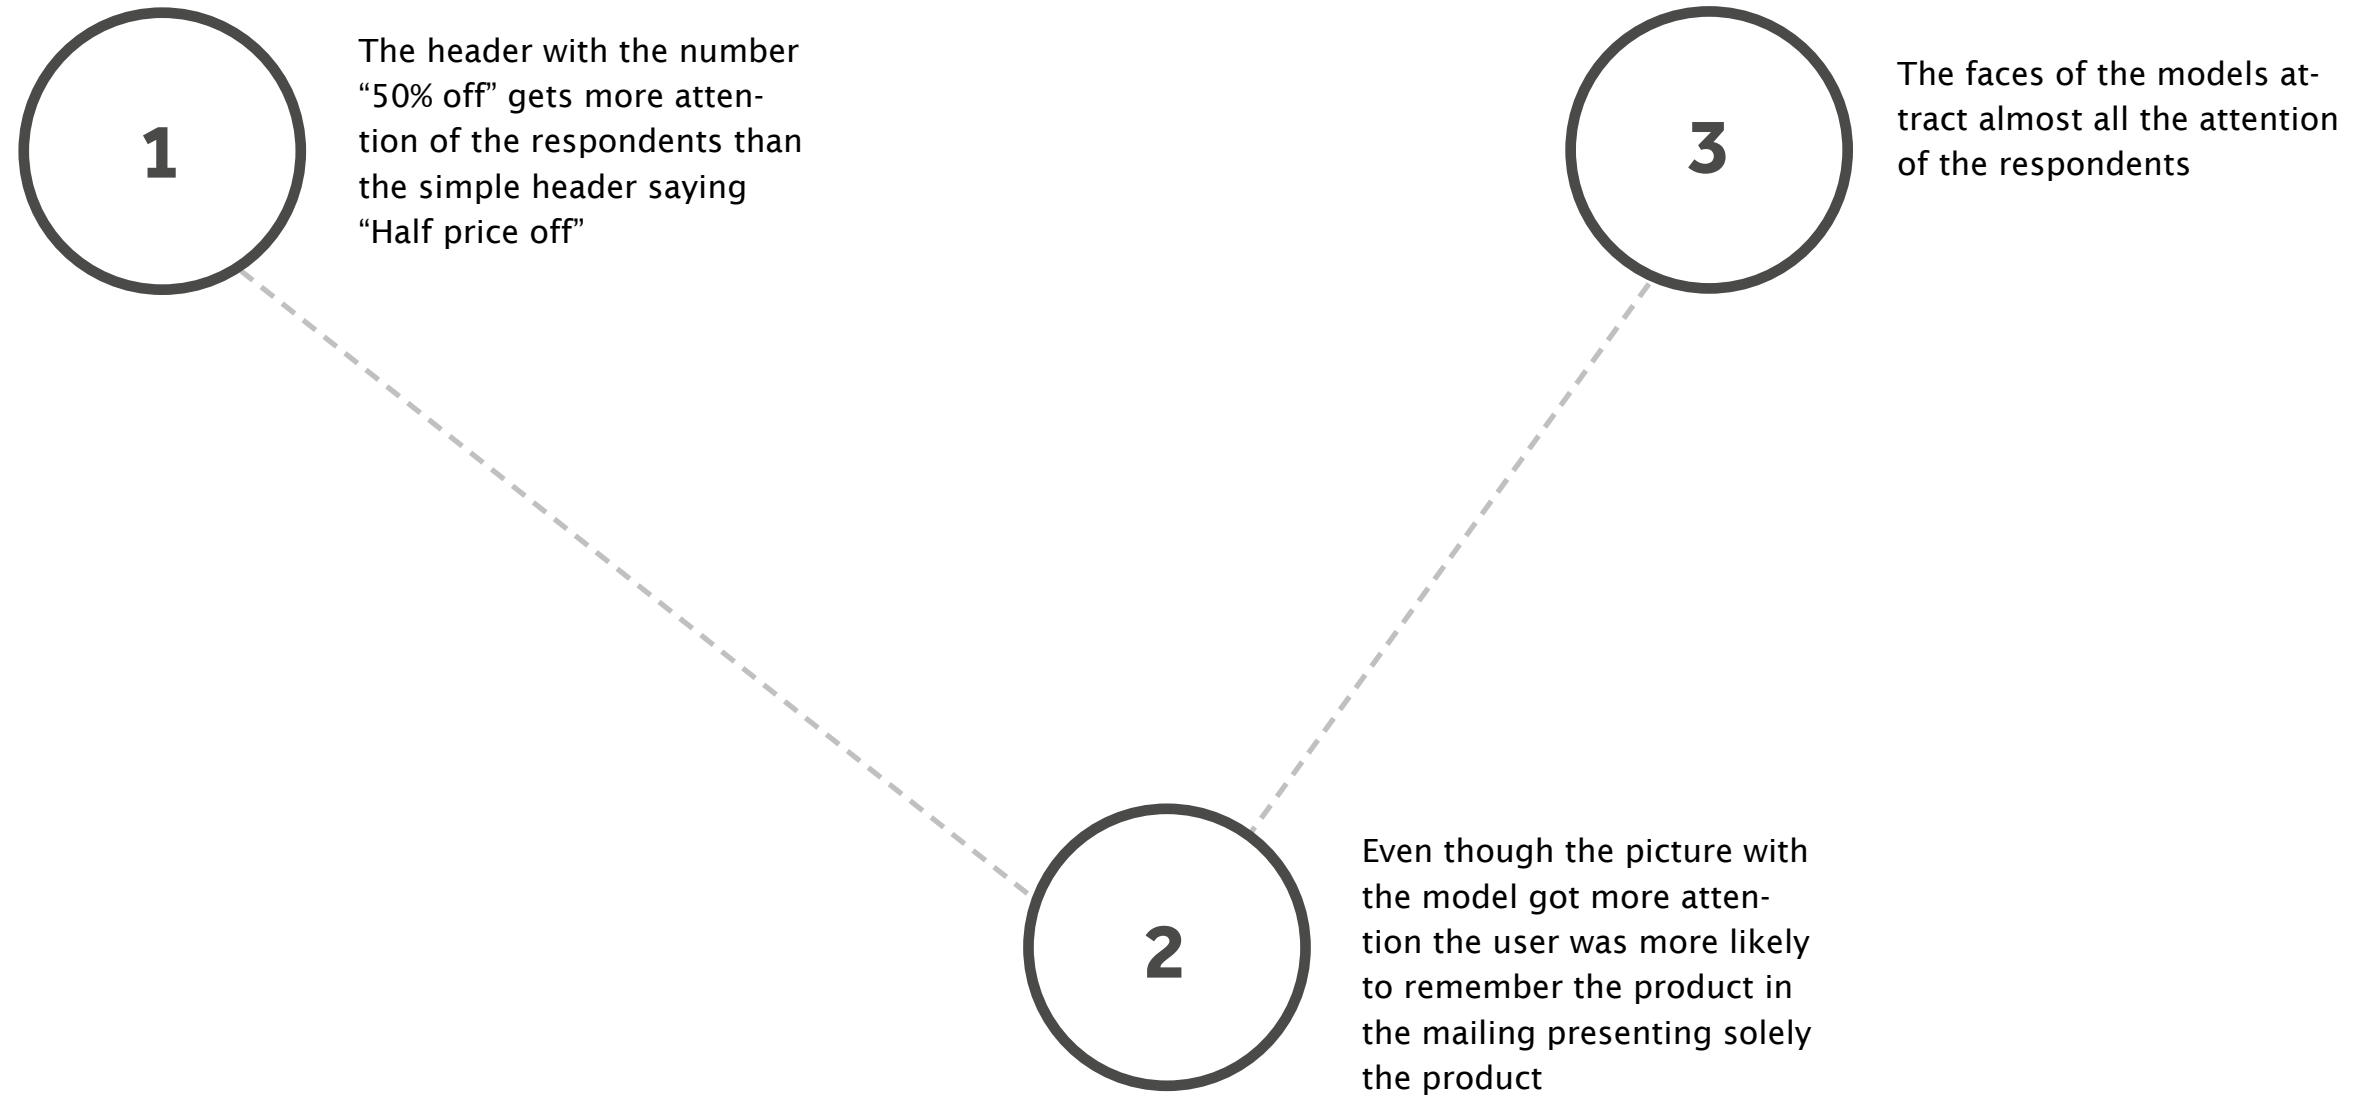 1
The header with the number
“50% off” gets more atten-
tion of the respondents than
the simple header saying
“Half price off”
2
Even though the picture with
the model got more atten-
tion the user was more likely
to remember the product in
the mailing presenting solely
the product
3
The faces of the models at-
tract almost all the attention
of the respondents